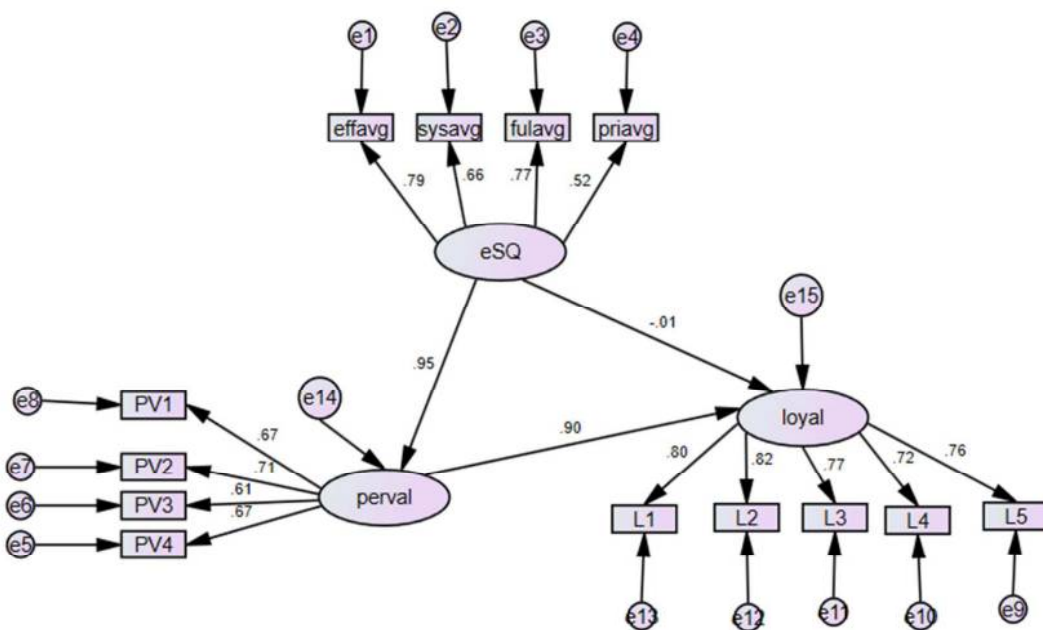 e1 e2 e3 e4
effavg sysavg fulavg priavg
.79 .66 .77 .52
eSQ
e15
-.01
.95
e8 PV1 e14 loyal
.67 .90 .80 .82 .77 .72 .76
e7 PV2 .71
e6 PV3 .61 perval
e5 PV4 .67
L1 L2 L3 L4 L5
e13 e12 e11 e10 e9